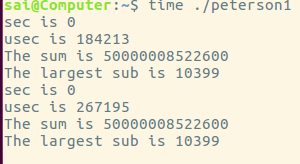 sai@Computer:~$ time ./peterson1
sec is 0
usec is 184213
The sum is 50000008522600
The largest sub is 10399
sec is 0
usec is 267195
The sum is 50000008522600
The largest sub is 10399